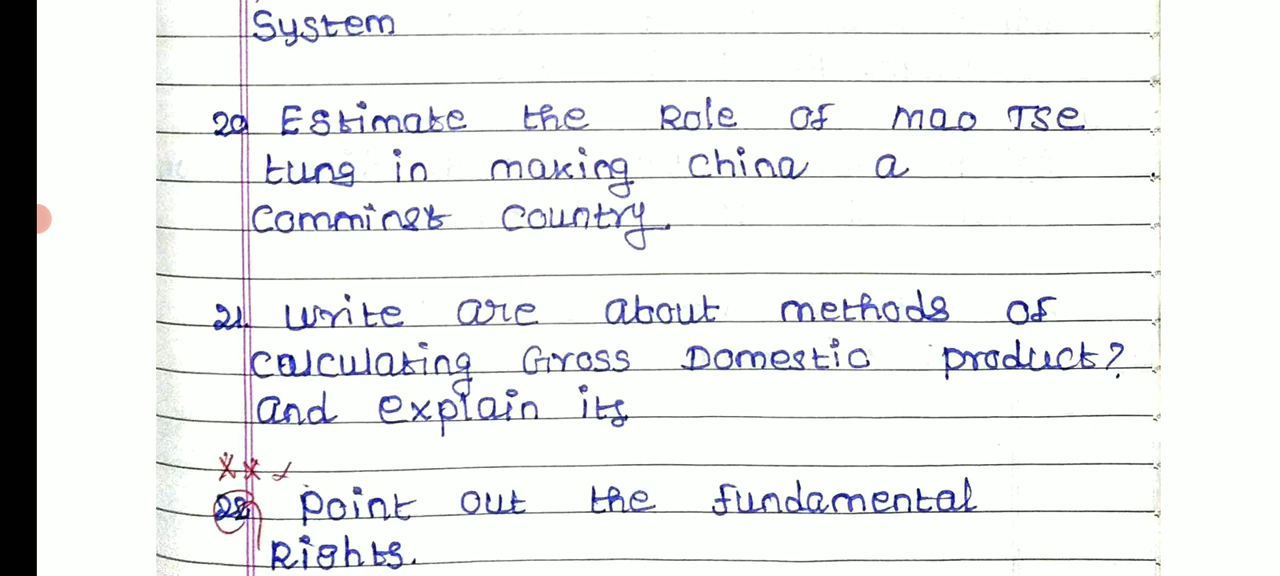 System
20 Estimate the Role of mao Tse
tung in making china a
Comminst Country.
21. Write are about methods of
calculating Gross Domestic product?
and explain its
22. Point out the fundamental
Rights.